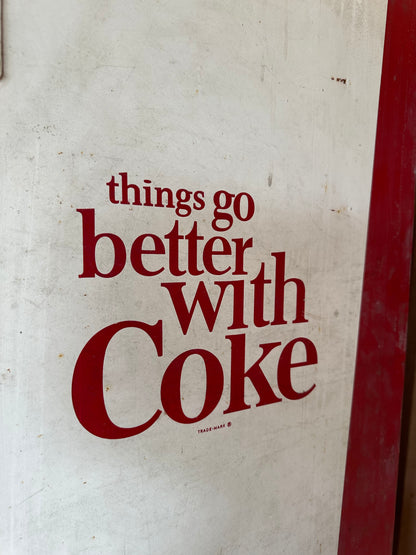 things go
better
with
Coke
TRADE-MARK ®